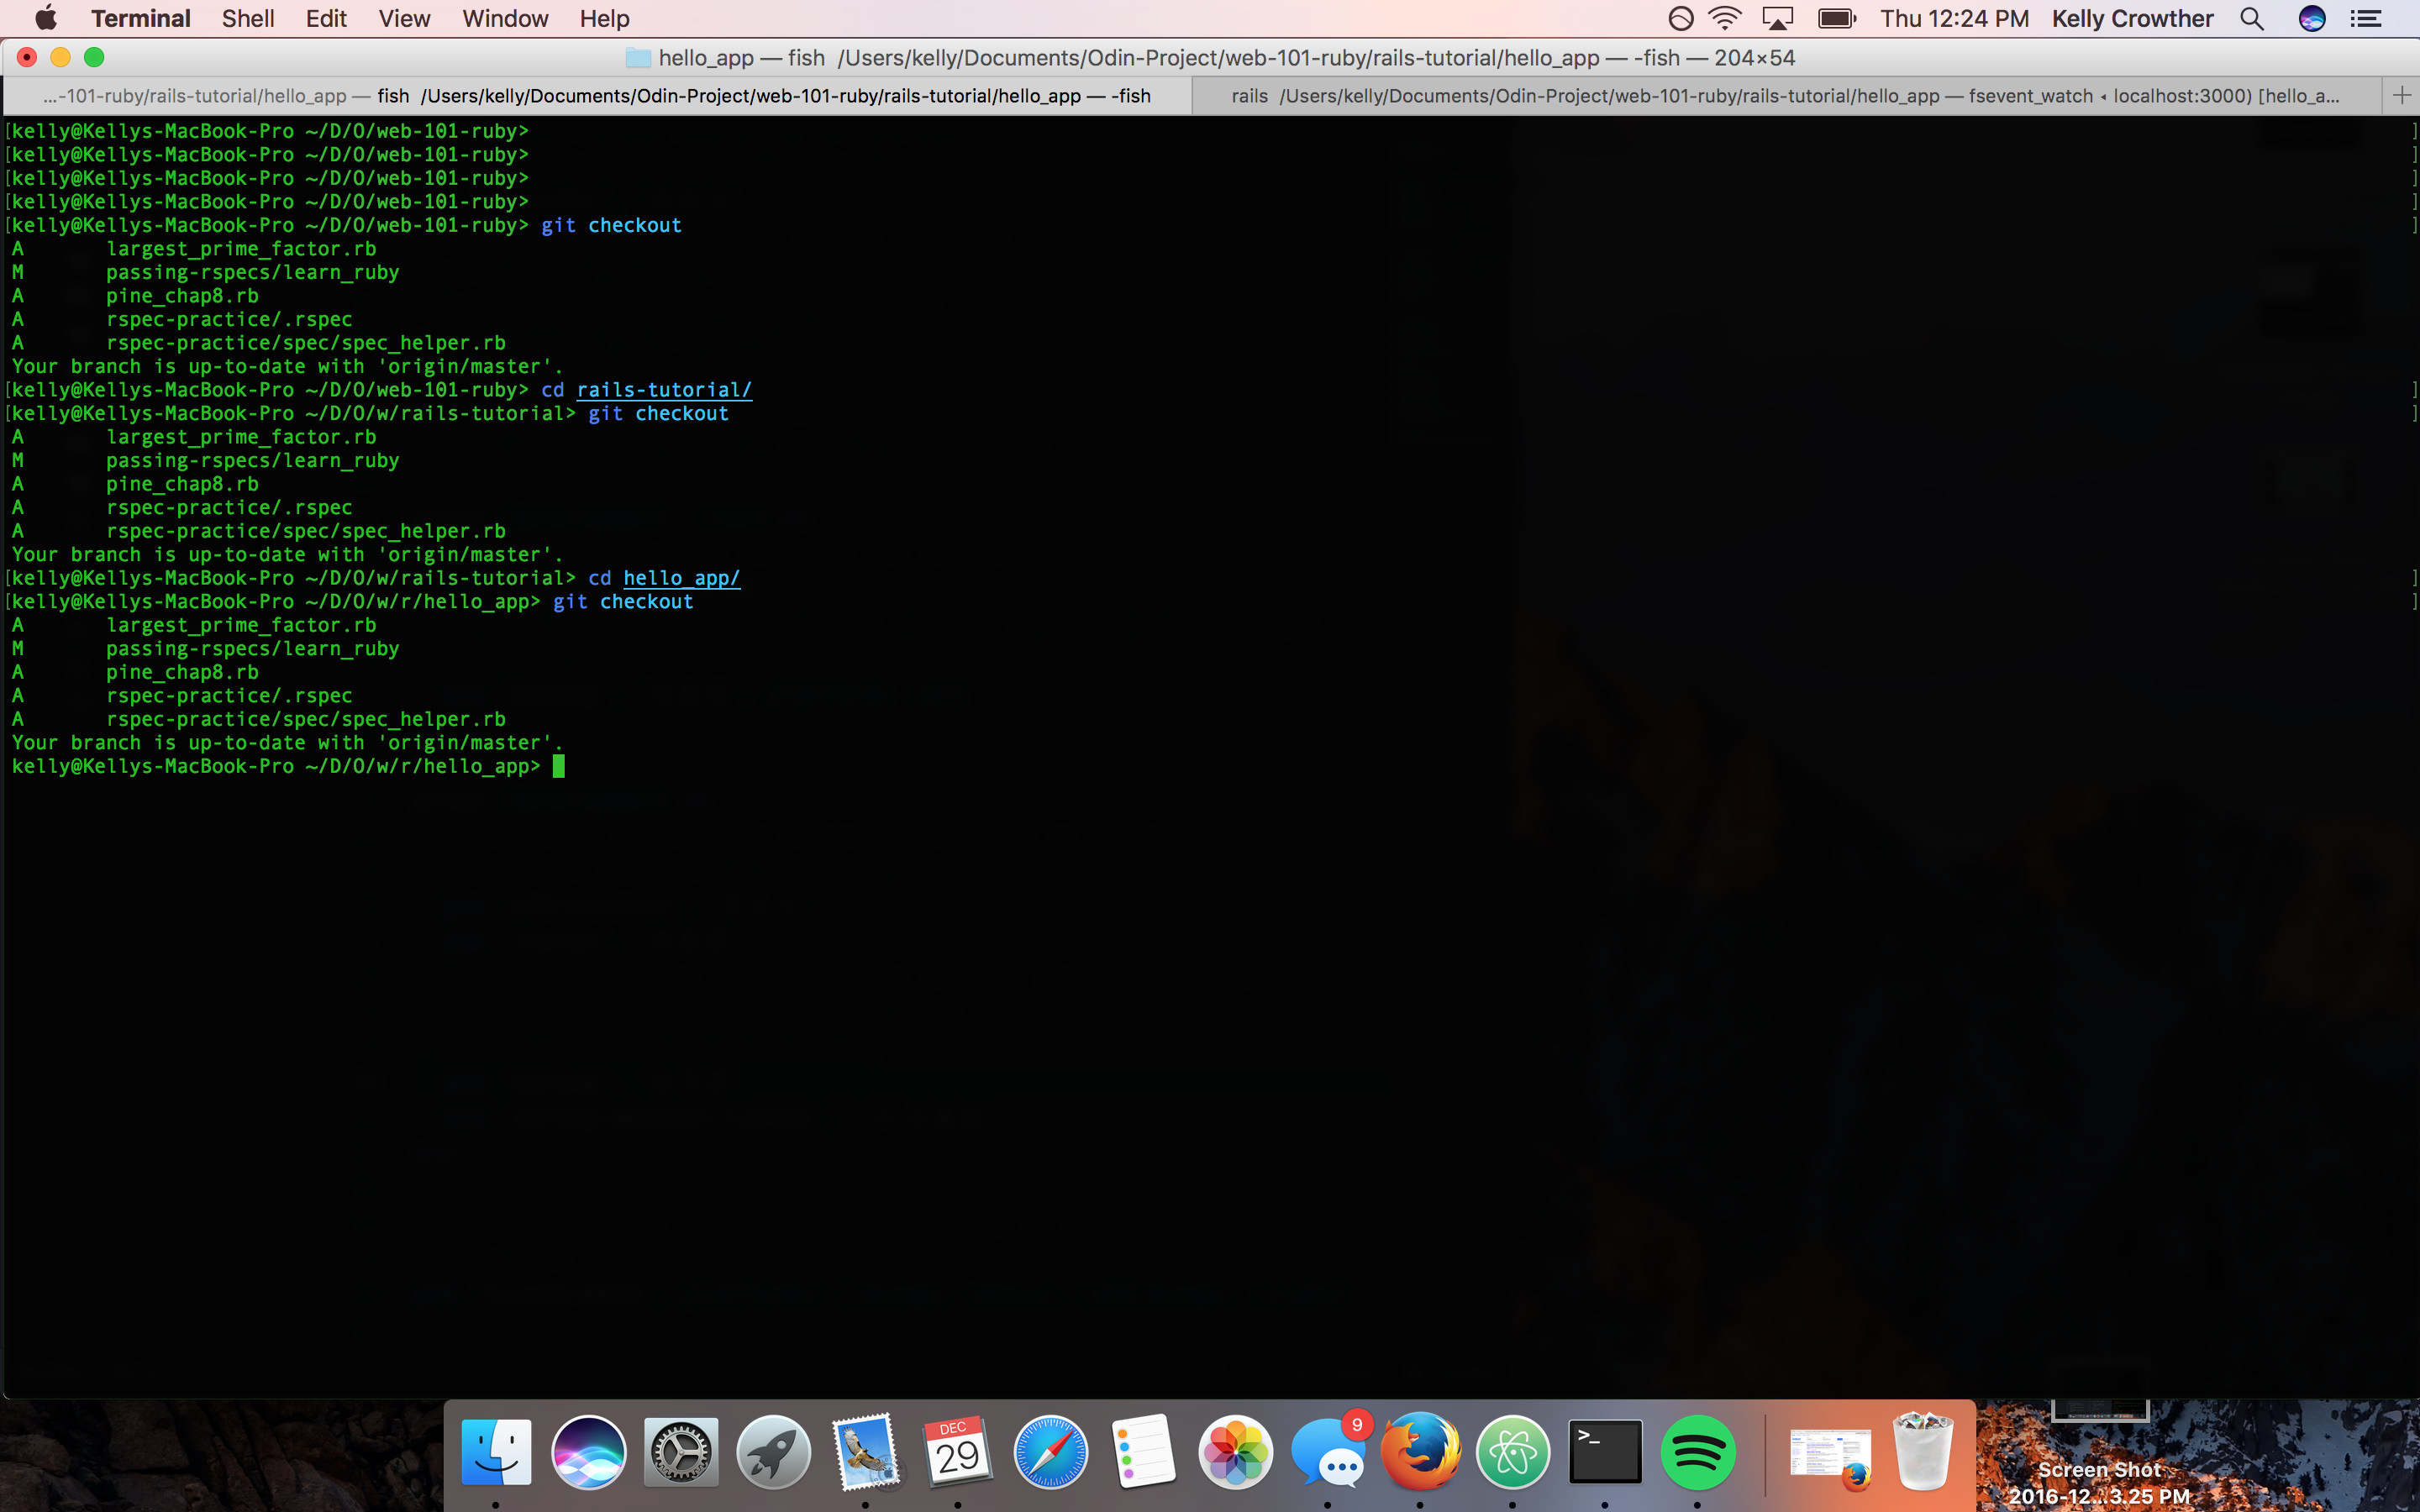 Terminal Shell Edit View Window Help Thu 12:24 PM Kelly Crowther
hello_app — fish /Users/kelly/Documents/Odin-Project/web-101-ruby/rails-tutorial/hello_app — -fish — 204×54
...-101-ruby/rails-tutorial/hello_app — fish /Users/kelly/Documents/Odin-Project/web-101-ruby/rails-tutorial/hello_app — -fish
rails /Users/kelly/Documents/Odin-Project/web-101-ruby/rails-tutorial/hello_app — fsevent_watch ◂ localhost:3000) [hello_a...
[kelly@Kellys-MacBook-Pro ~/D/O/web-101-ruby> ]
[kelly@Kellys-MacBook-Pro ~/D/O/web-101-ruby> ]
[kelly@Kellys-MacBook-Pro ~/D/O/web-101-ruby> ]
[kelly@Kellys-MacBook-Pro ~/D/O/web-101-ruby> ]
[kelly@Kellys-MacBook-Pro ~/D/O/web-101-ruby> git checkout ]
A largest_prime_factor.rb
M passing-rspecs/learn_ruby
A pine_chap8.rb
A rspec-practice/.rspec
A rspec-practice/spec/spec_helper.rb
Your branch is up-to-date with 'origin/master'.
[kelly@Kellys-MacBook-Pro ~/D/O/web-101-ruby> cd rails-tutorial/ ]
[kelly@Kellys-MacBook-Pro ~/D/O/w/rails-tutorial> git checkout ]
A largest_prime_factor.rb
M passing-rspecs/learn_ruby
A pine_chap8.rb
A rspec-practice/.rspec
A rspec-practice/spec/spec_helper.rb
Your branch is up-to-date with 'origin/master'.
[kelly@Kellys-MacBook-Pro ~/D/O/w/rails-tutorial> cd hello_app/ ]
[kelly@Kellys-MacBook-Pro ~/D/O/w/r/hello_app> git checkout ]
A largest_prime_factor.rb
M passing-rspecs/learn_ruby
A pine_chap8.rb
A rspec-practice/.rspec
A rspec-practice/spec/spec_helper.rb
Your branch is up-to-date with 'origin/master'.
kelly@Kellys-MacBook-Pro ~/D/O/w/r/hello_app>
DEC
29
9
>_
Screen Shot
2016-12...3.25 PM